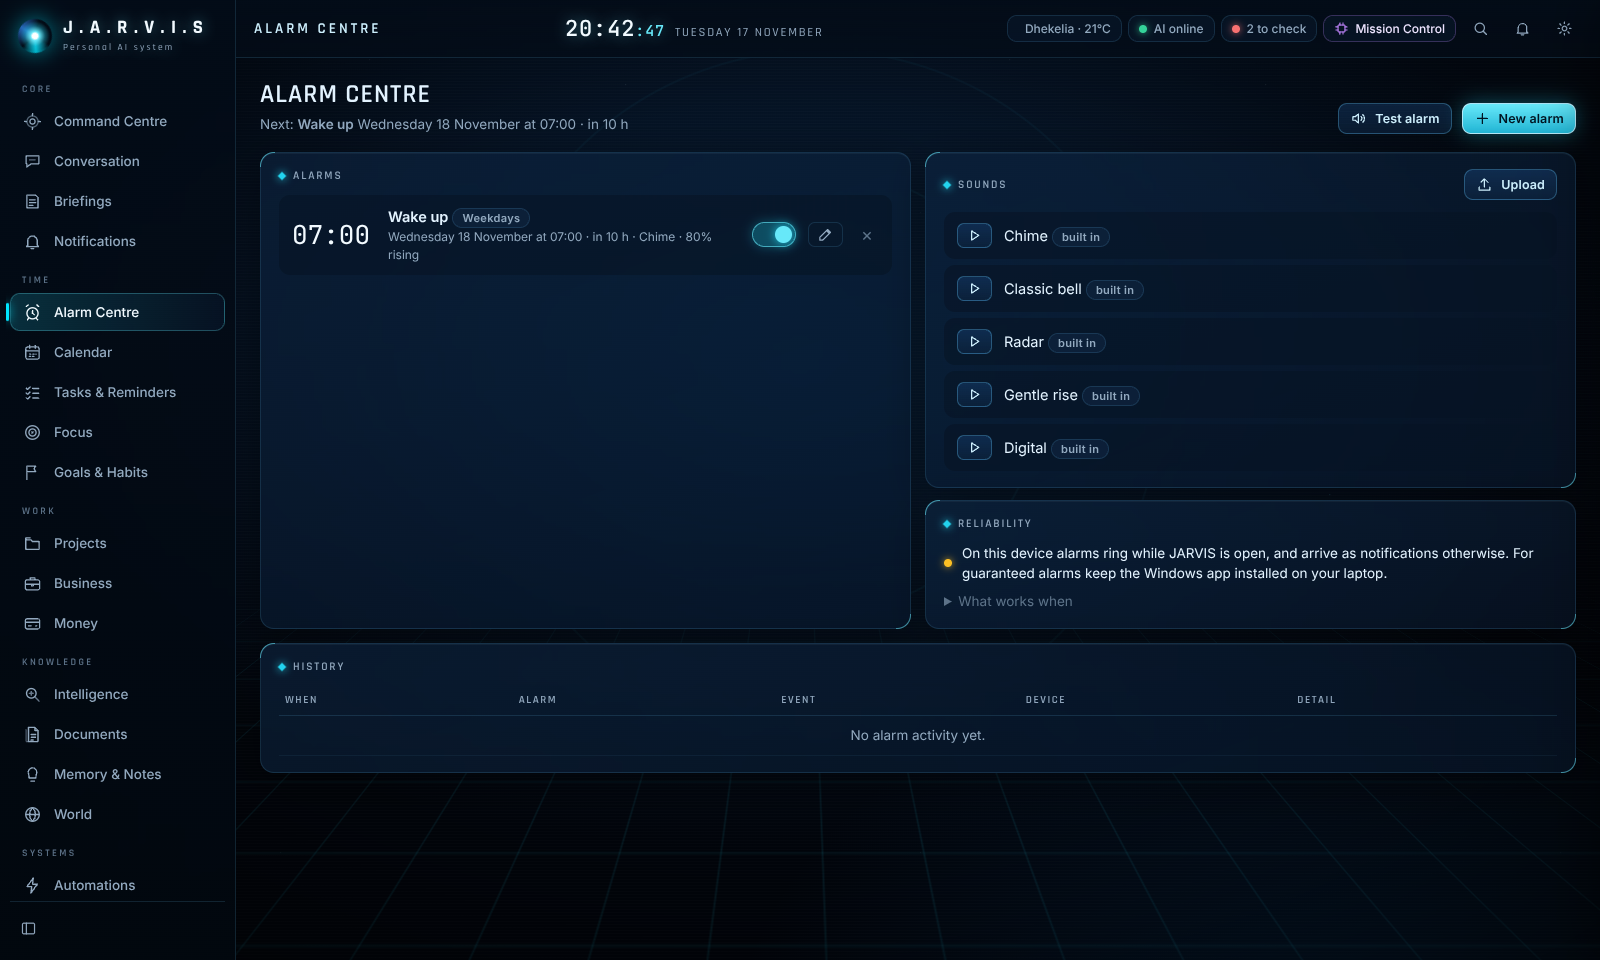 J.A.R.V.I.S
Personal AI system
ALARM CENTRE
20:42:47 TUESDAY 17 NOVEMBER
Dhekelia · 21°C
AI online
2 to check
Mission Control
CORE
Command Centre
Conversation
Briefings
Notifications
TIME
Alarm Centre
Calendar
Tasks & Reminders
Focus
Goals & Habits
WORK
Projects
Business
Money
KNOWLEDGE
Intelligence
Documents
Memory & Notes
World
SYSTEMS
Automations
ALARM CENTRE
Next: Wake up Wednesday 18 November at 07:00 · in 10 h
Test alarm
New alarm
ALARMS
07:00
Wake up Weekdays
Wednesday 18 November at 07:00 · in 10 h · Chime · 80%
rising
SOUNDS
Upload
Chime built in
Classic bell built in
Radar built in
Gentle rise built in
Digital built in
RELIABILITY
On this device alarms ring while JARVIS is open, and arrive as notifications otherwise. For
guaranteed alarms keep the Windows app installed on your laptop.
What works when
HISTORY
WHEN ALARM EVENT DEVICE DETAIL
No alarm activity yet.